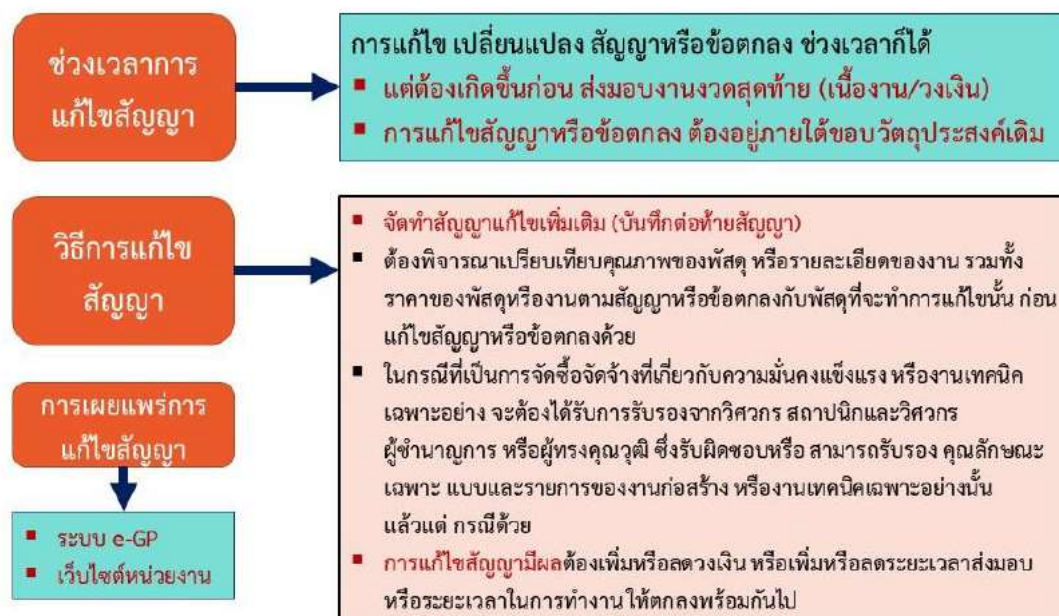 ช่วงเวลาการ
แก้ไขสัญญา
การแก้ไข เปลี่ยนแปลง สัญญาหรือข้อตกลง ช่วงเวลาก็ได้
▪ แต่ต้องเกิดขึ้นก่อน ส่งมอบงานงวดสุดท้าย (เนื้องาน/วงเงิน)
▪ การแก้ไขสัญญาหรือข้อตกลง ต้องอยู่ภายใต้ขอบวัตถุประสงค์เดิม
วิธีการแก้ไข
สัญญา
▪ จัดทำสัญญาแก้ไขเพิ่มเติม (บันทึกต่อท้ายสัญญา)
▪ ต้องพิจารณาเปรียบเทียบคุณภาพของพัสดุ หรือรายละเอียดของงาน รวมทั้ง
ราคาของพัสดุหรืองานตามสัญญาหรือข้อตกลงกับพัสดุที่จะทำการแก้ไขนั้น ก่อน
แก้ไขสัญญาหรือข้อตกลงด้วย
▪ ในกรณีที่เป็นการจัดซื้อจัดจ้างที่เกี่ยวกับความมั่นคงแข็งแรง หรืองานเทคนิค
เฉพาะอย่าง จะต้องได้รับการรับรองจากวิศวกร สถาปนิกและวิศวกร
ผู้ชำนาญการ หรือผู้ทรงคุณวุฒิ ซึ่งรับผิดชอบหรือ สามารถรับรอง คุณลักษณะ
เฉพาะ แบบและรายการของงานก่อสร้าง หรืองานเทคนิคเฉพาะอย่างนั้น
แล้วแต่ กรณีด้วย
▪ การแก้ไขสัญญามีผลต้องเพิ่มหรือลดวงเงิน หรือเพิ่มหรือลดระยะเวลาส่งมอบ
หรือระยะเวลาในการทำงาน ให้ตกลงพร้อมกันไป
การเผยแพร่การ
แก้ไขสัญญา
▪ ระบบ e-GP
▪ เว็บไซต์หน่วยงาน